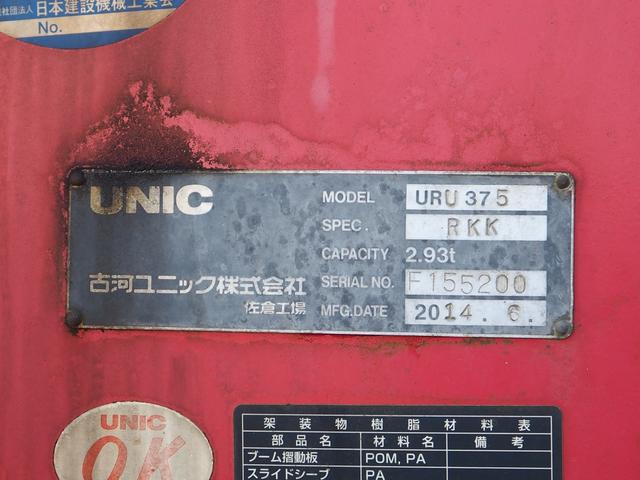 社団法人 日本建設機械工業会
No.
UNIC
MODEL URU375
SPEC. RKK
CAPACITY 2.93t
古河ユニック株式会社
SERIAL NO. F155200
佐倉工場
MFG.DATE 2014.6.
UNIC
OK
架装物樹脂材料表
部品名 材料名 備考
ブーム摺動板 POM, PA
スライドシーブ PA